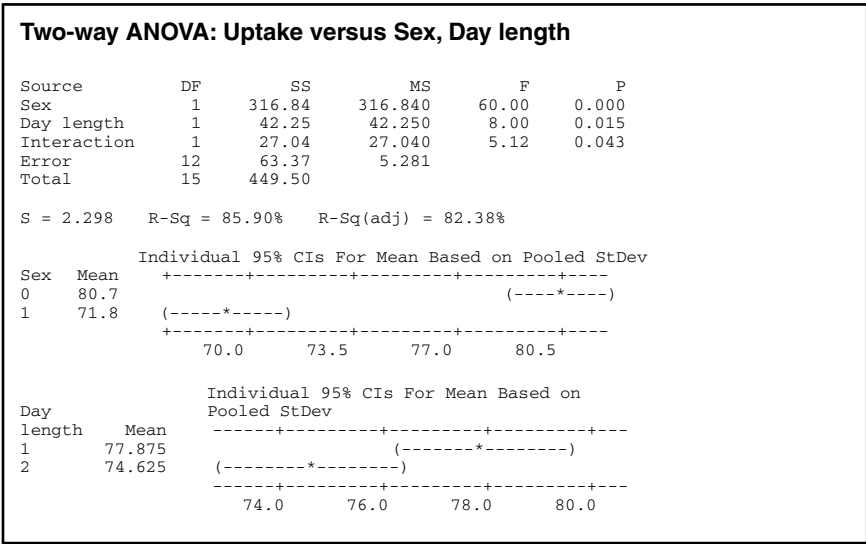 Two-way ANOVA: Uptake versus Sex, Day length
Source DF SS MS F P
Sex 1 316.84 316.840 60.00 0.000
Day length 1 42.25 42.250 8.00 0.015
Interaction 1 27.04 27.040 5.12 0.043
Error 12 63.37 5.281
Total 15 449.50
S = 2.298 R-Sq = 85.90% R-Sq(adj) = 82.38%
Individual 95% CIs For Mean Based on Pooled StDev
Sex Mean +-------+---------+---------+---------+----
0 80.7 (----*----)
1 71.8 (-----*-----)
+-------+---------+---------+---------+----
70.0 73.5 77.0 80.5
Individual 95% CIs For Mean Based on
Day Pooled StDev
length Mean ------+---------+---------+---------+---
1 77.875 (-------*--------)
2 74.625 (--------*--------)
------+---------+---------+---------+---
74.0 76.0 78.0 80.0